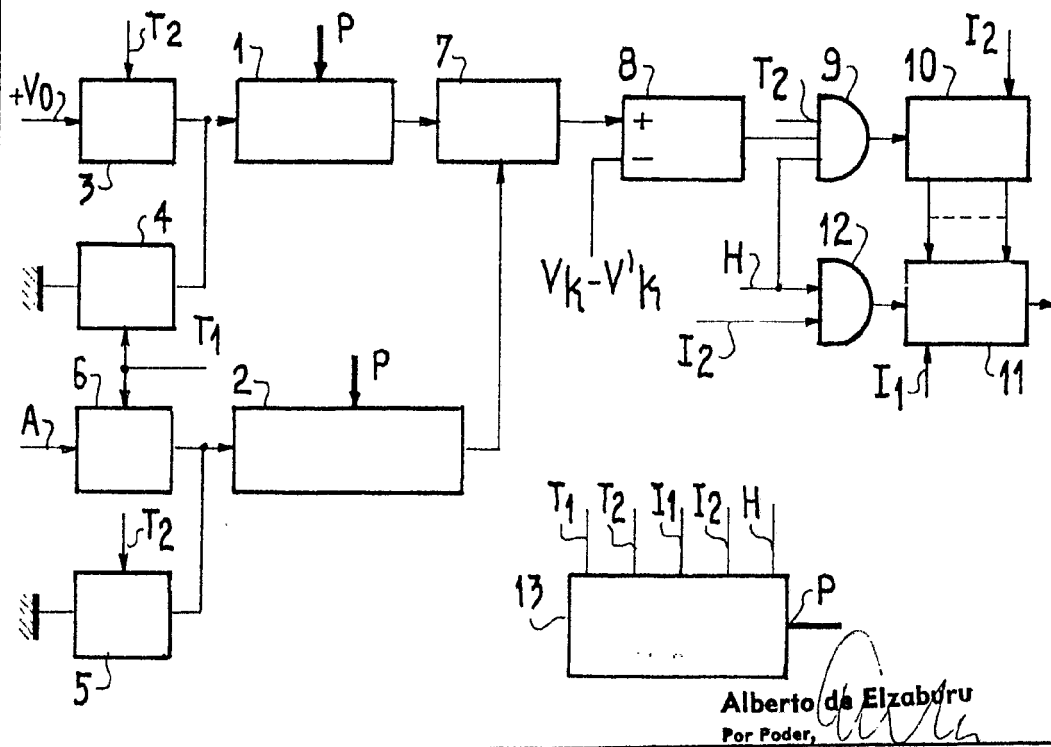 T2 1 P 7 8 9 10 I2
+V0 T2
+
−
3
4 12
H
Vk-V'k
T1
I2
6 2 P I1 11
A
T2 T1 T2 I1 I2 H
13 P
5
Alberto de Elzaburu
Por Poder,